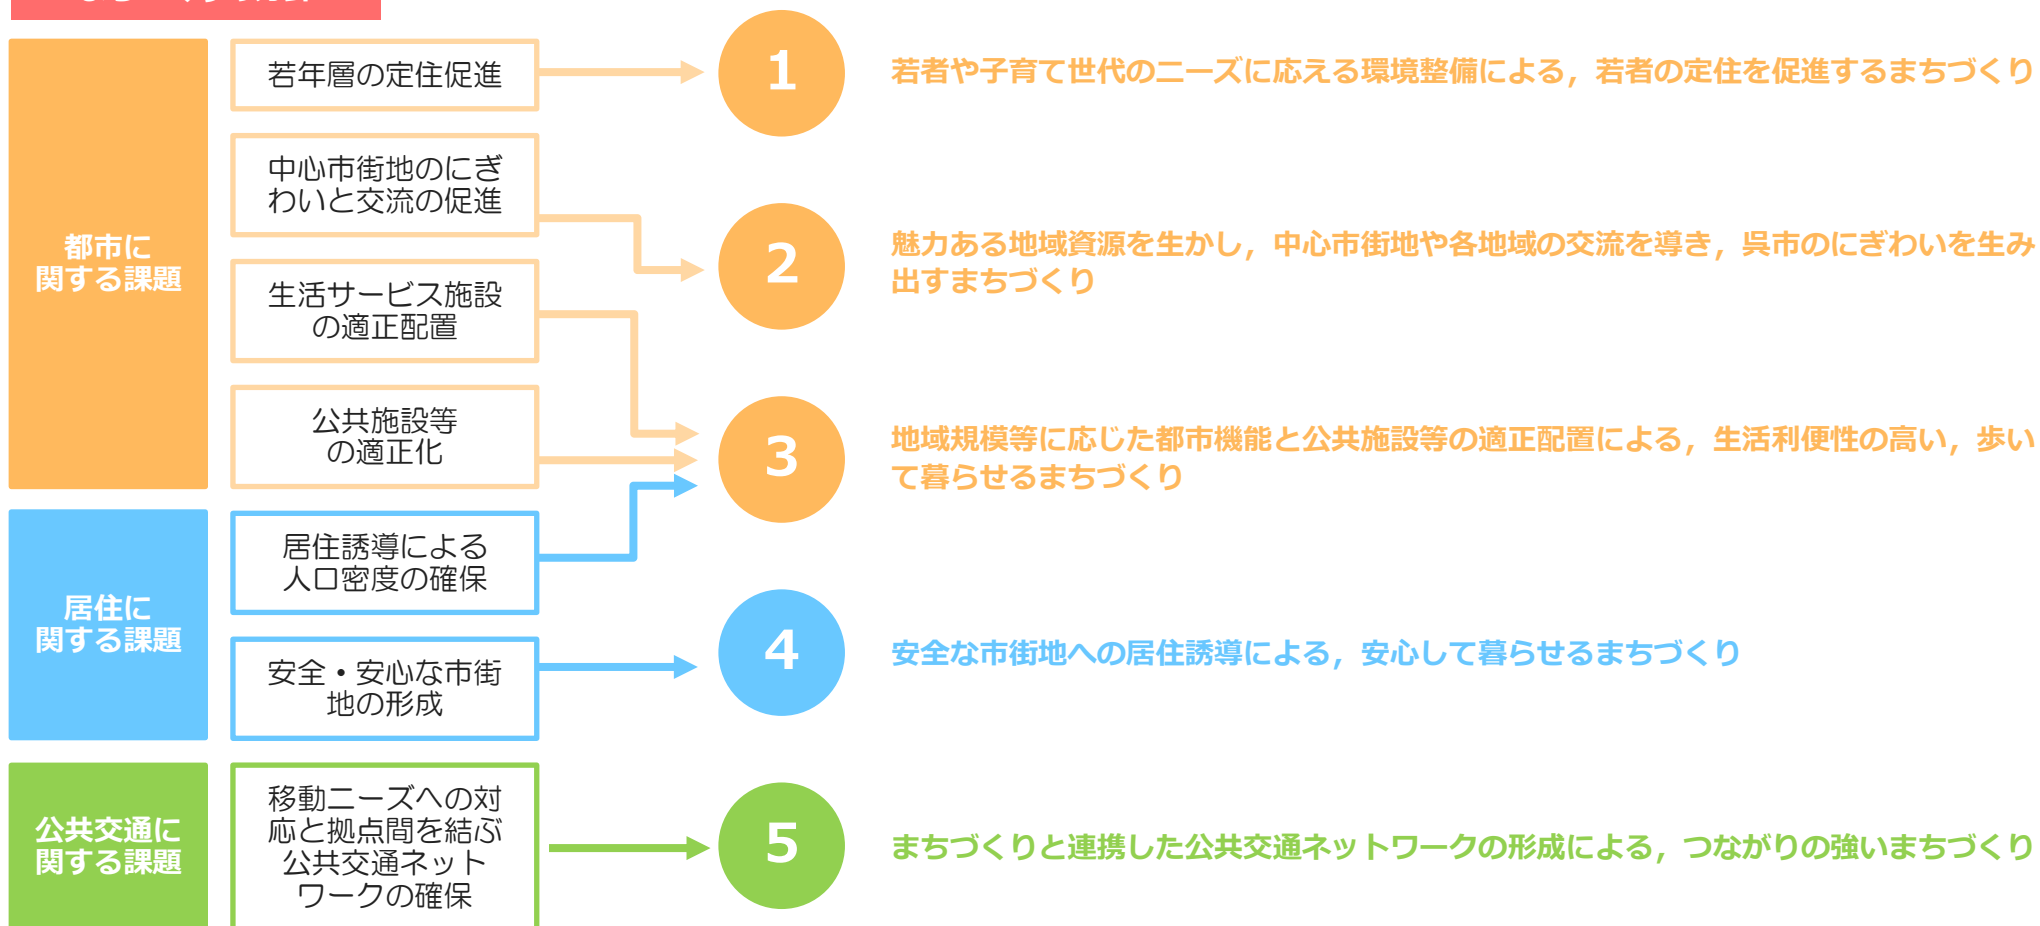 都市に
関する課題
若年層の定住促進
1
若者や子育て世代のニーズに応える環境整備による，若者の定住を促進するまちづくり
中心市街地のにぎ
わいと交流の促進
2
魅力ある地域資源を生かし，中心市街地や各地域の交流を導き，呉市のにぎわいを生み
出すまちづくり
生活サービス施設
の適正配置
公共施設等
の適正化
3
地域規模等に応じた都市機能と公共施設等の適正配置による，生活利便性の高い，歩い
て暮らせるまちづくり
居住に
関する課題
居住誘導による
人口密度の確保
安全・安心な市街
地の形成
4
安全な市街地への居住誘導による，安心して暮らせるまちづくり
公共交通に
関する課題
移動ニーズへの対
応と拠点間を結ぶ
公共交通ネット
ワークの確保
5
まちづくりと連携した公共交通ネットワークの形成による，つながりの強いまちづくり